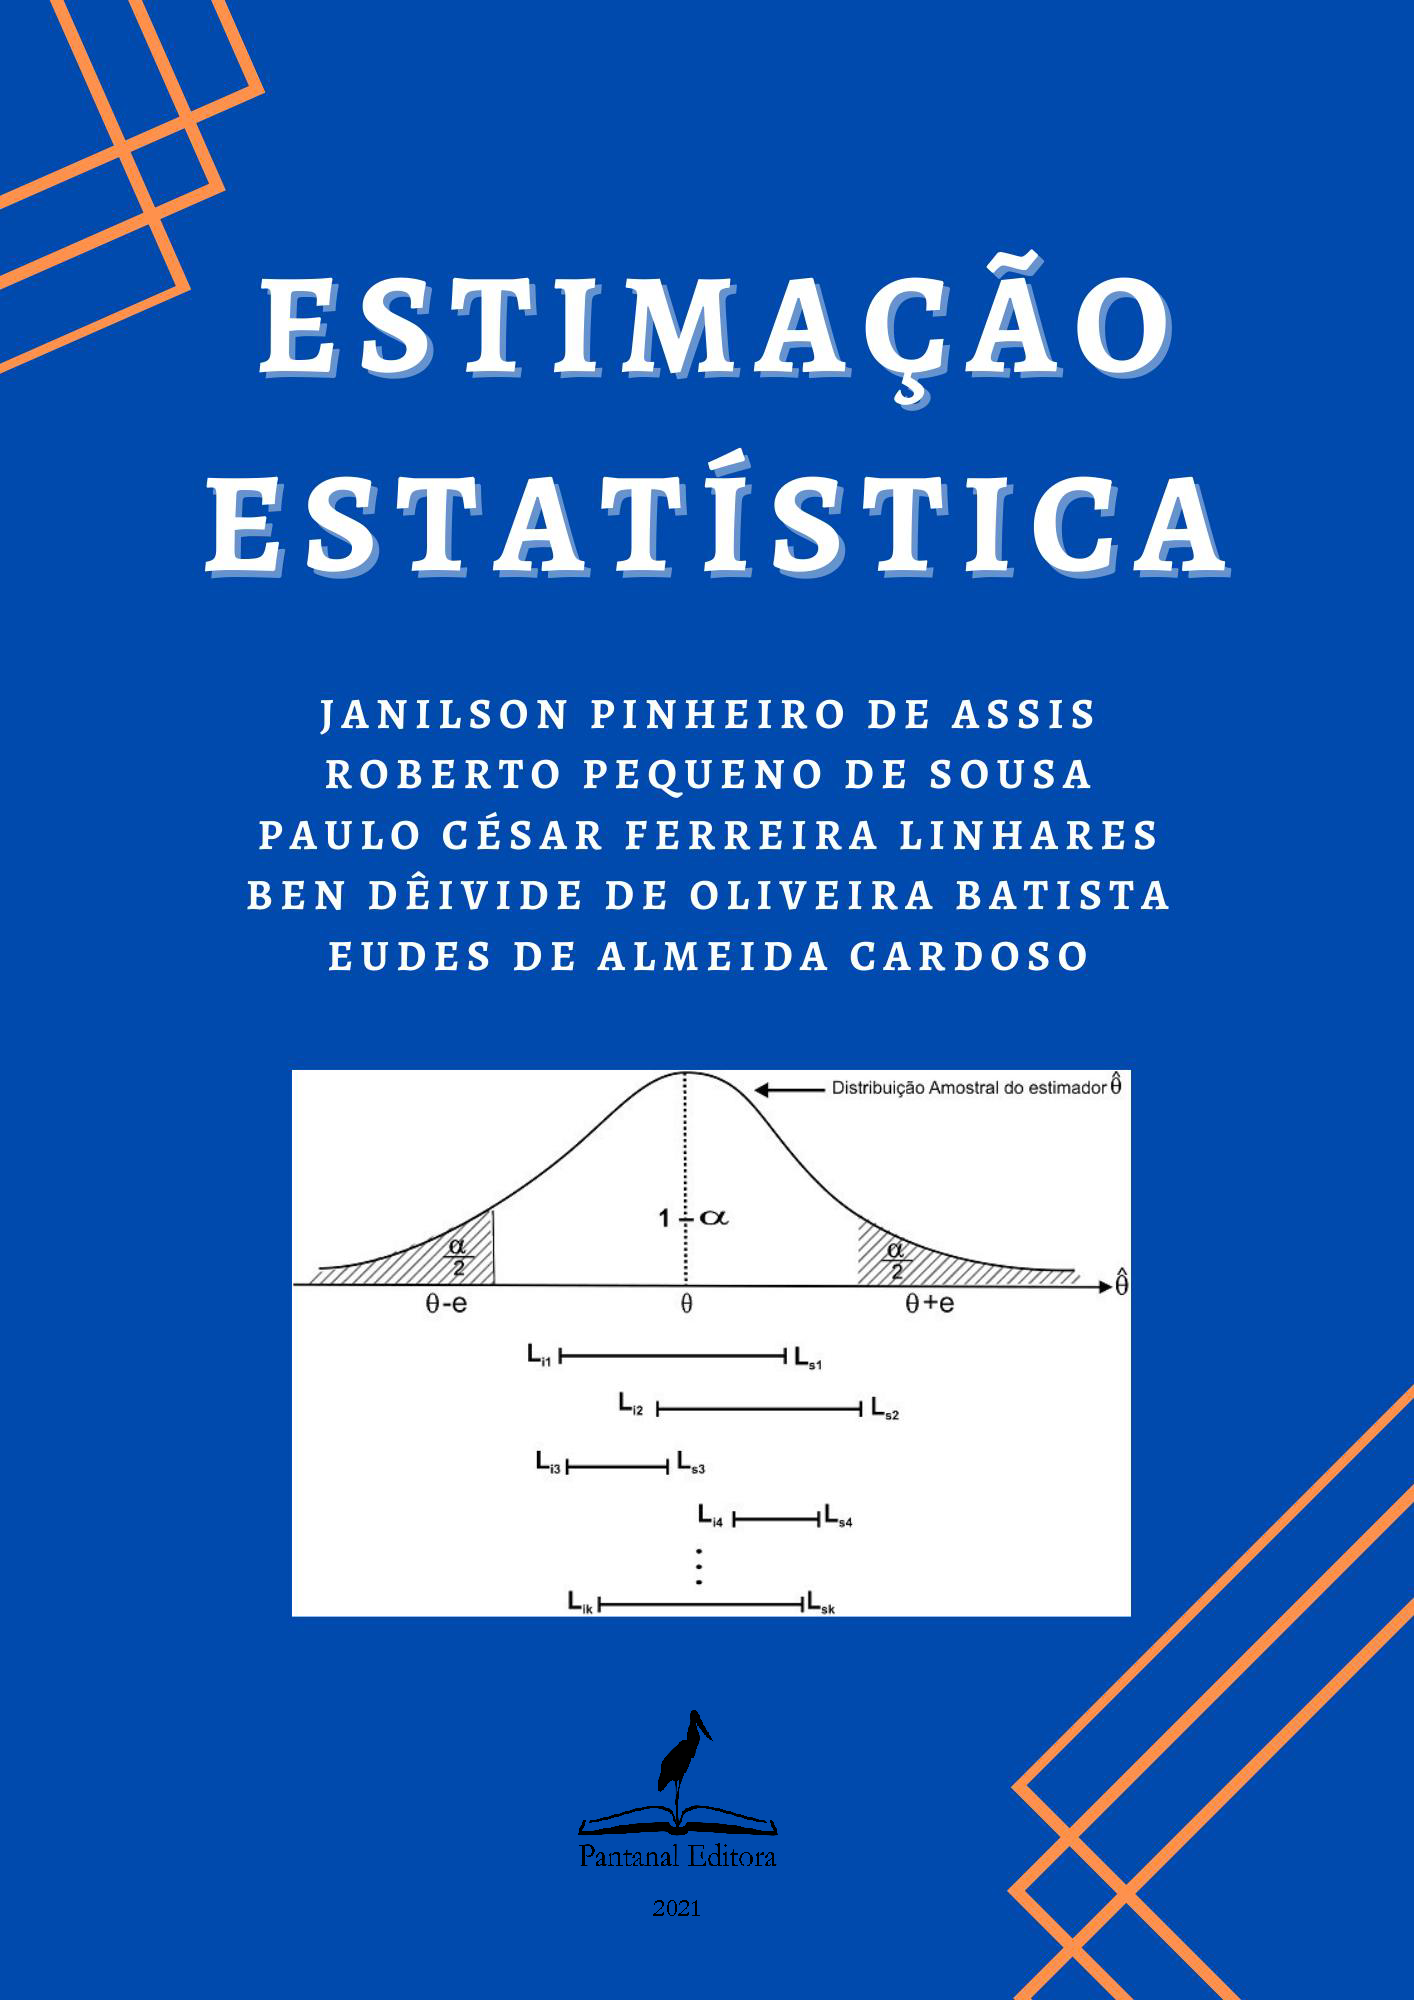 ESTIMAÇÃO
ESTATÍSTICA
JANILSON PINHEIRO DE ASSIS
ROBERTO PEQUENO DE SOUSA
PAULO CÉSAR FERREIRA LINHARES
BEN DÊIVIDE DE OLIVEIRA BATISTA
EUDES DE ALMEIDA CARDOSO
Distribuição Amostral do estimador θ̂
1 - α
α/2 α/2
θ̂
θ-e θ θ+e
Li1 Ls1
Li2 Ls2
Li3 Ls3
Li4 Ls4
Lik Lsk
Pantanal Editora
2021